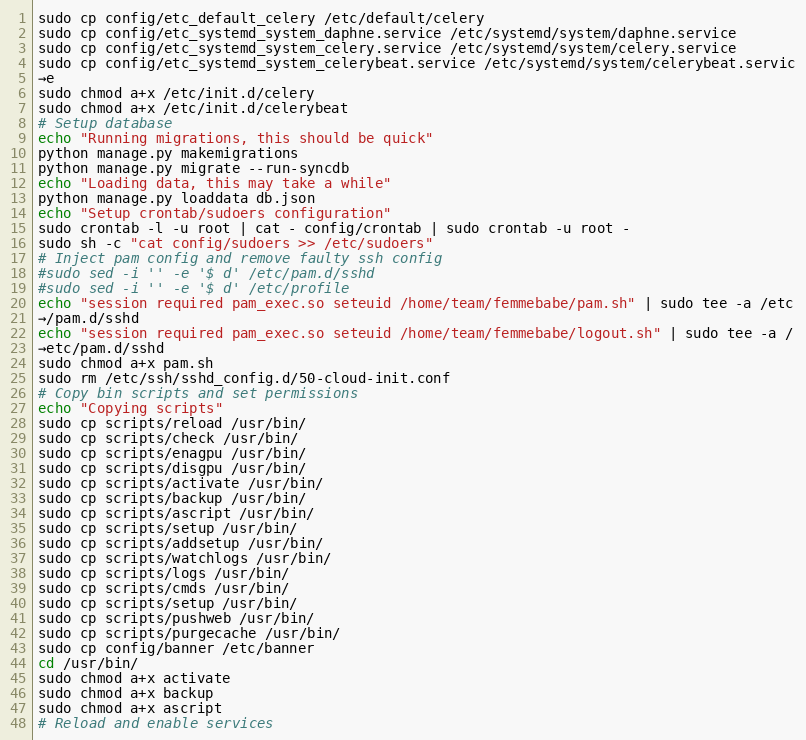 1 sudo cp config/etc_default_celery /etc/default/celery
2 sudo cp config/etc_systemd_system_daphne.service /etc/systemd/system/daphne.service
3 sudo cp config/etc_systemd_system_celery.service /etc/systemd/system/celery.service
4 sudo cp config/etc_systemd_system_celerybeat.service /etc/systemd/system/celerybeat.servic
5 →e
6 sudo chmod a+x /etc/init.d/celery
7 sudo chmod a+x /etc/init.d/celerybeat
8 # Setup database
9 echo "Running migrations, this should be quick"
10 python manage.py makemigrations
11 python manage.py migrate --run-syncdb
12 echo "Loading data, this may take a while"
13 python manage.py loaddata db.json
14 echo "Setup crontab/sudoers configuration"
15 sudo crontab -l -u root | cat - config/crontab | sudo crontab -u root -
16 sudo sh -c "cat config/sudoers >> /etc/sudoers"
17 # Inject pam config and remove faulty ssh config
18 #sudo sed -i '' -e '$ d' /etc/pam.d/sshd
19 #sudo sed -i '' -e '$ d' /etc/profile
20 echo "session required pam_exec.so seteuid /home/team/femmebabe/pam.sh" | sudo tee -a /etc
21 →/pam.d/sshd
22 echo "session required pam_exec.so seteuid /home/team/femmebabe/logout.sh" | sudo tee -a /
23 →etc/pam.d/sshd
24 sudo chmod a+x pam.sh
25 sudo rm /etc/ssh/sshd_config.d/50-cloud-init.conf
26 # Copy bin scripts and set permissions
27 echo "Copying scripts"
28 sudo cp scripts/reload /usr/bin/
29 sudo cp scripts/check /usr/bin/
30 sudo cp scripts/enagpu /usr/bin/
31 sudo cp scripts/disgpu /usr/bin/
32 sudo cp scripts/activate /usr/bin/
33 sudo cp scripts/backup /usr/bin/
34 sudo cp scripts/ascript /usr/bin/
35 sudo cp scripts/setup /usr/bin/
36 sudo cp scripts/addsetup /usr/bin/
37 sudo cp scripts/watchlogs /usr/bin/
38 sudo cp scripts/logs /usr/bin/
39 sudo cp scripts/cmds /usr/bin/
40 sudo cp scripts/setup /usr/bin/
41 sudo cp scripts/pushweb /usr/bin/
42 sudo cp scripts/purgecache /usr/bin/
43 sudo cp config/banner /etc/banner
44 cd /usr/bin/
45 sudo chmod a+x activate
46 sudo chmod a+x backup
47 sudo chmod a+x ascript
48 # Reload and enable services